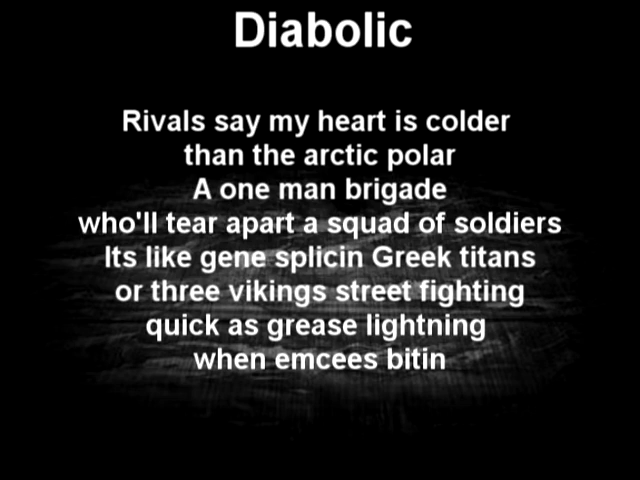 Diabolic
Rivals say my heart is colder
than the arctic polar
A one man brigade
who'll tear apart a squad of soldiers
Its like gene splicin Greek titans
or three vikings street fighting
quick as grease lightning
when emcees bitin